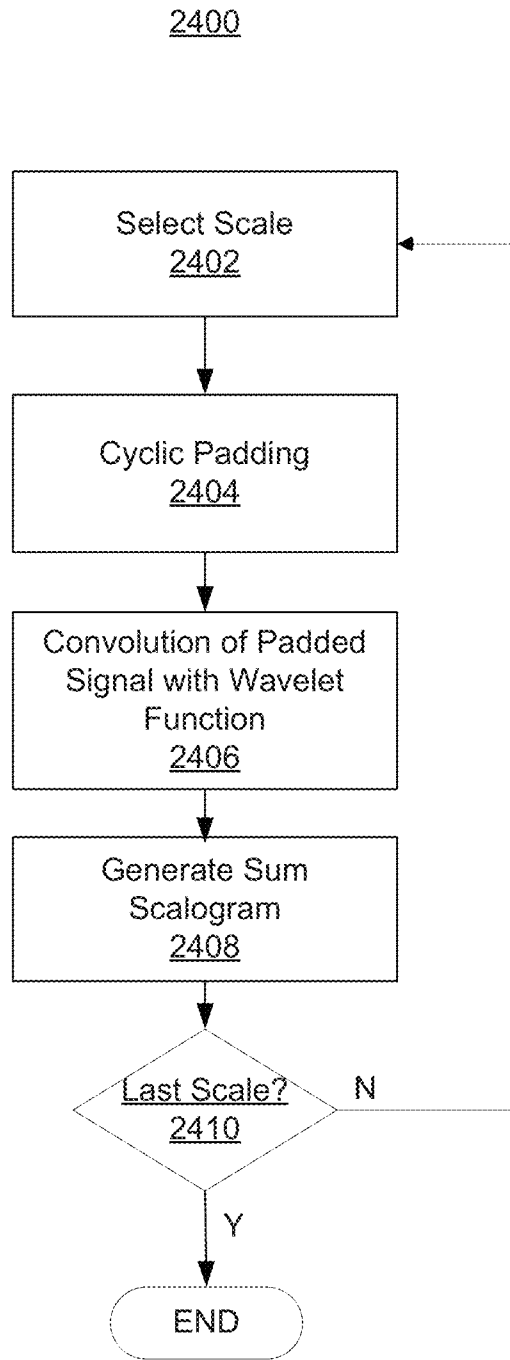 2400
Select Scale
2402
Cyclic Padding
2404
Convolution of Padded
Signal with Wavelet
Function
2406
Generate Sum
Scalogram
2408
Last Scale?
2410
N
Y
END